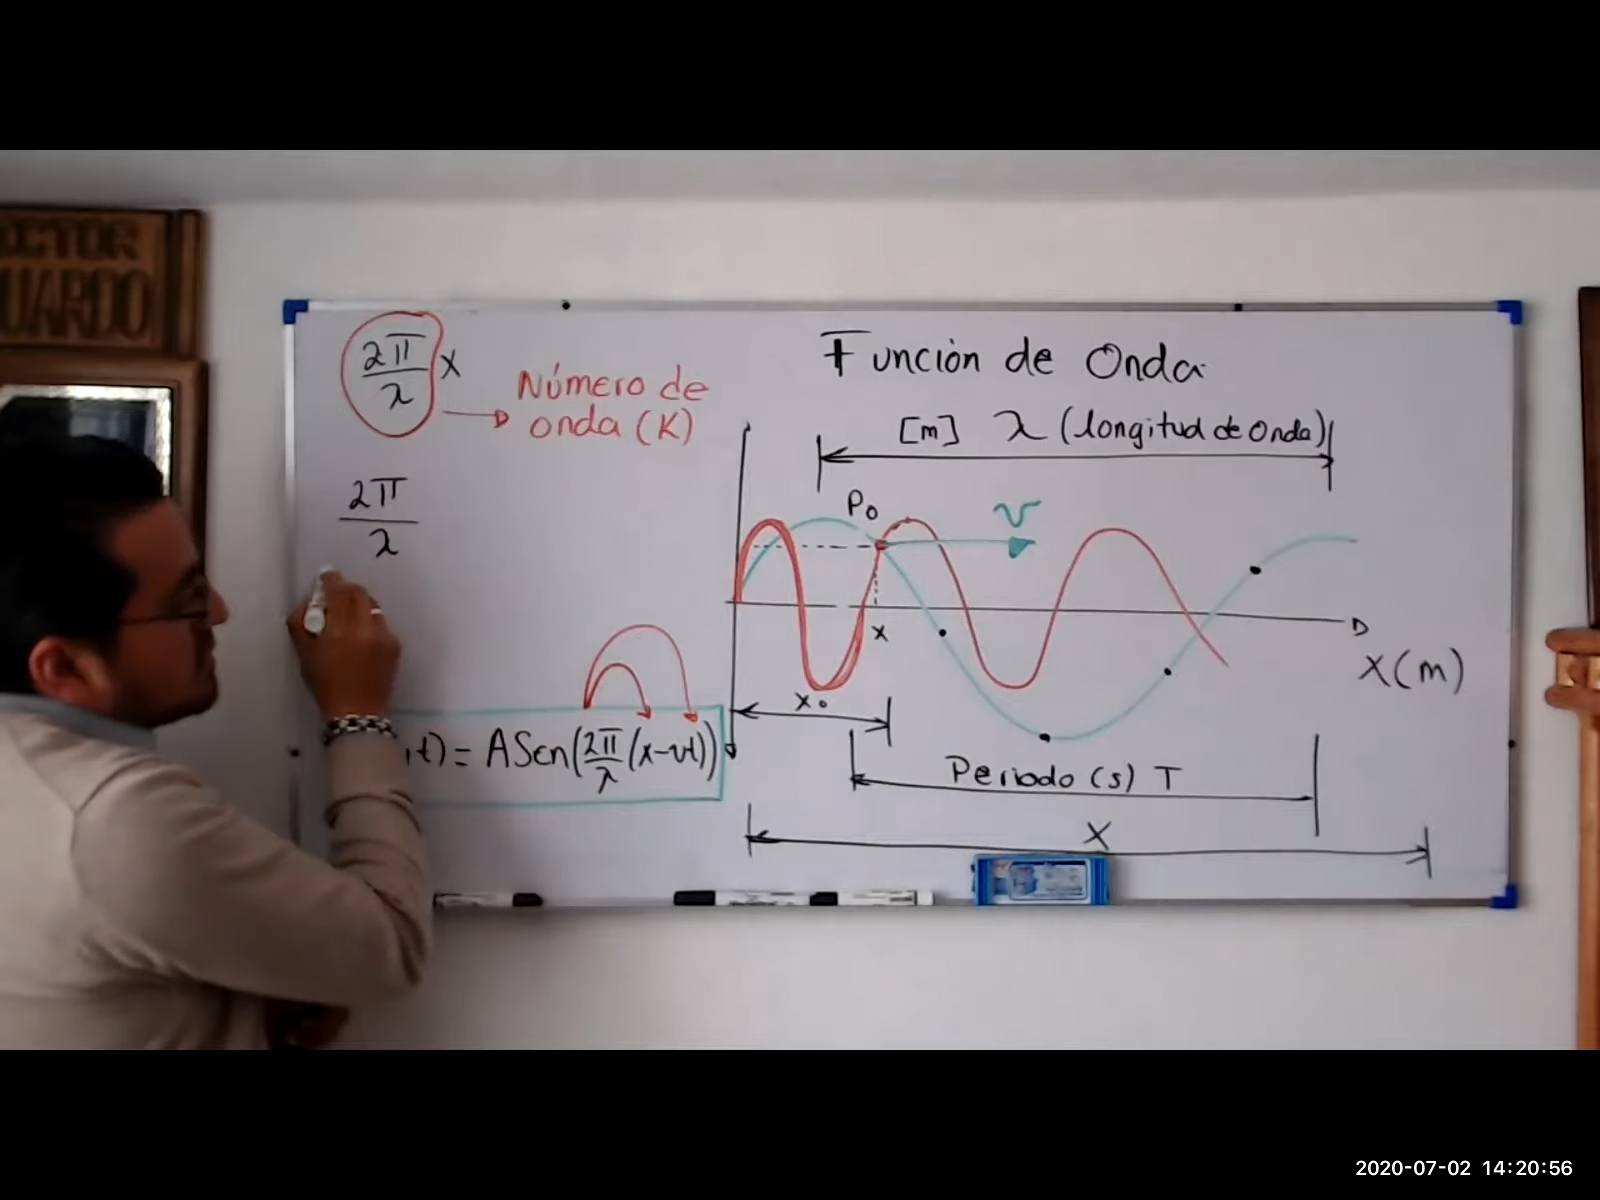 UARDO
2π/λ x
Número de
onda (K)
2π/λ
Función de Onda
[m] λ (longitud de onda)
P₀
v
x
X(m)
x₀
,t) = ASen(2π/λ(x-vt))
Periodo (s) T
X
2020-07-02 14:20:56